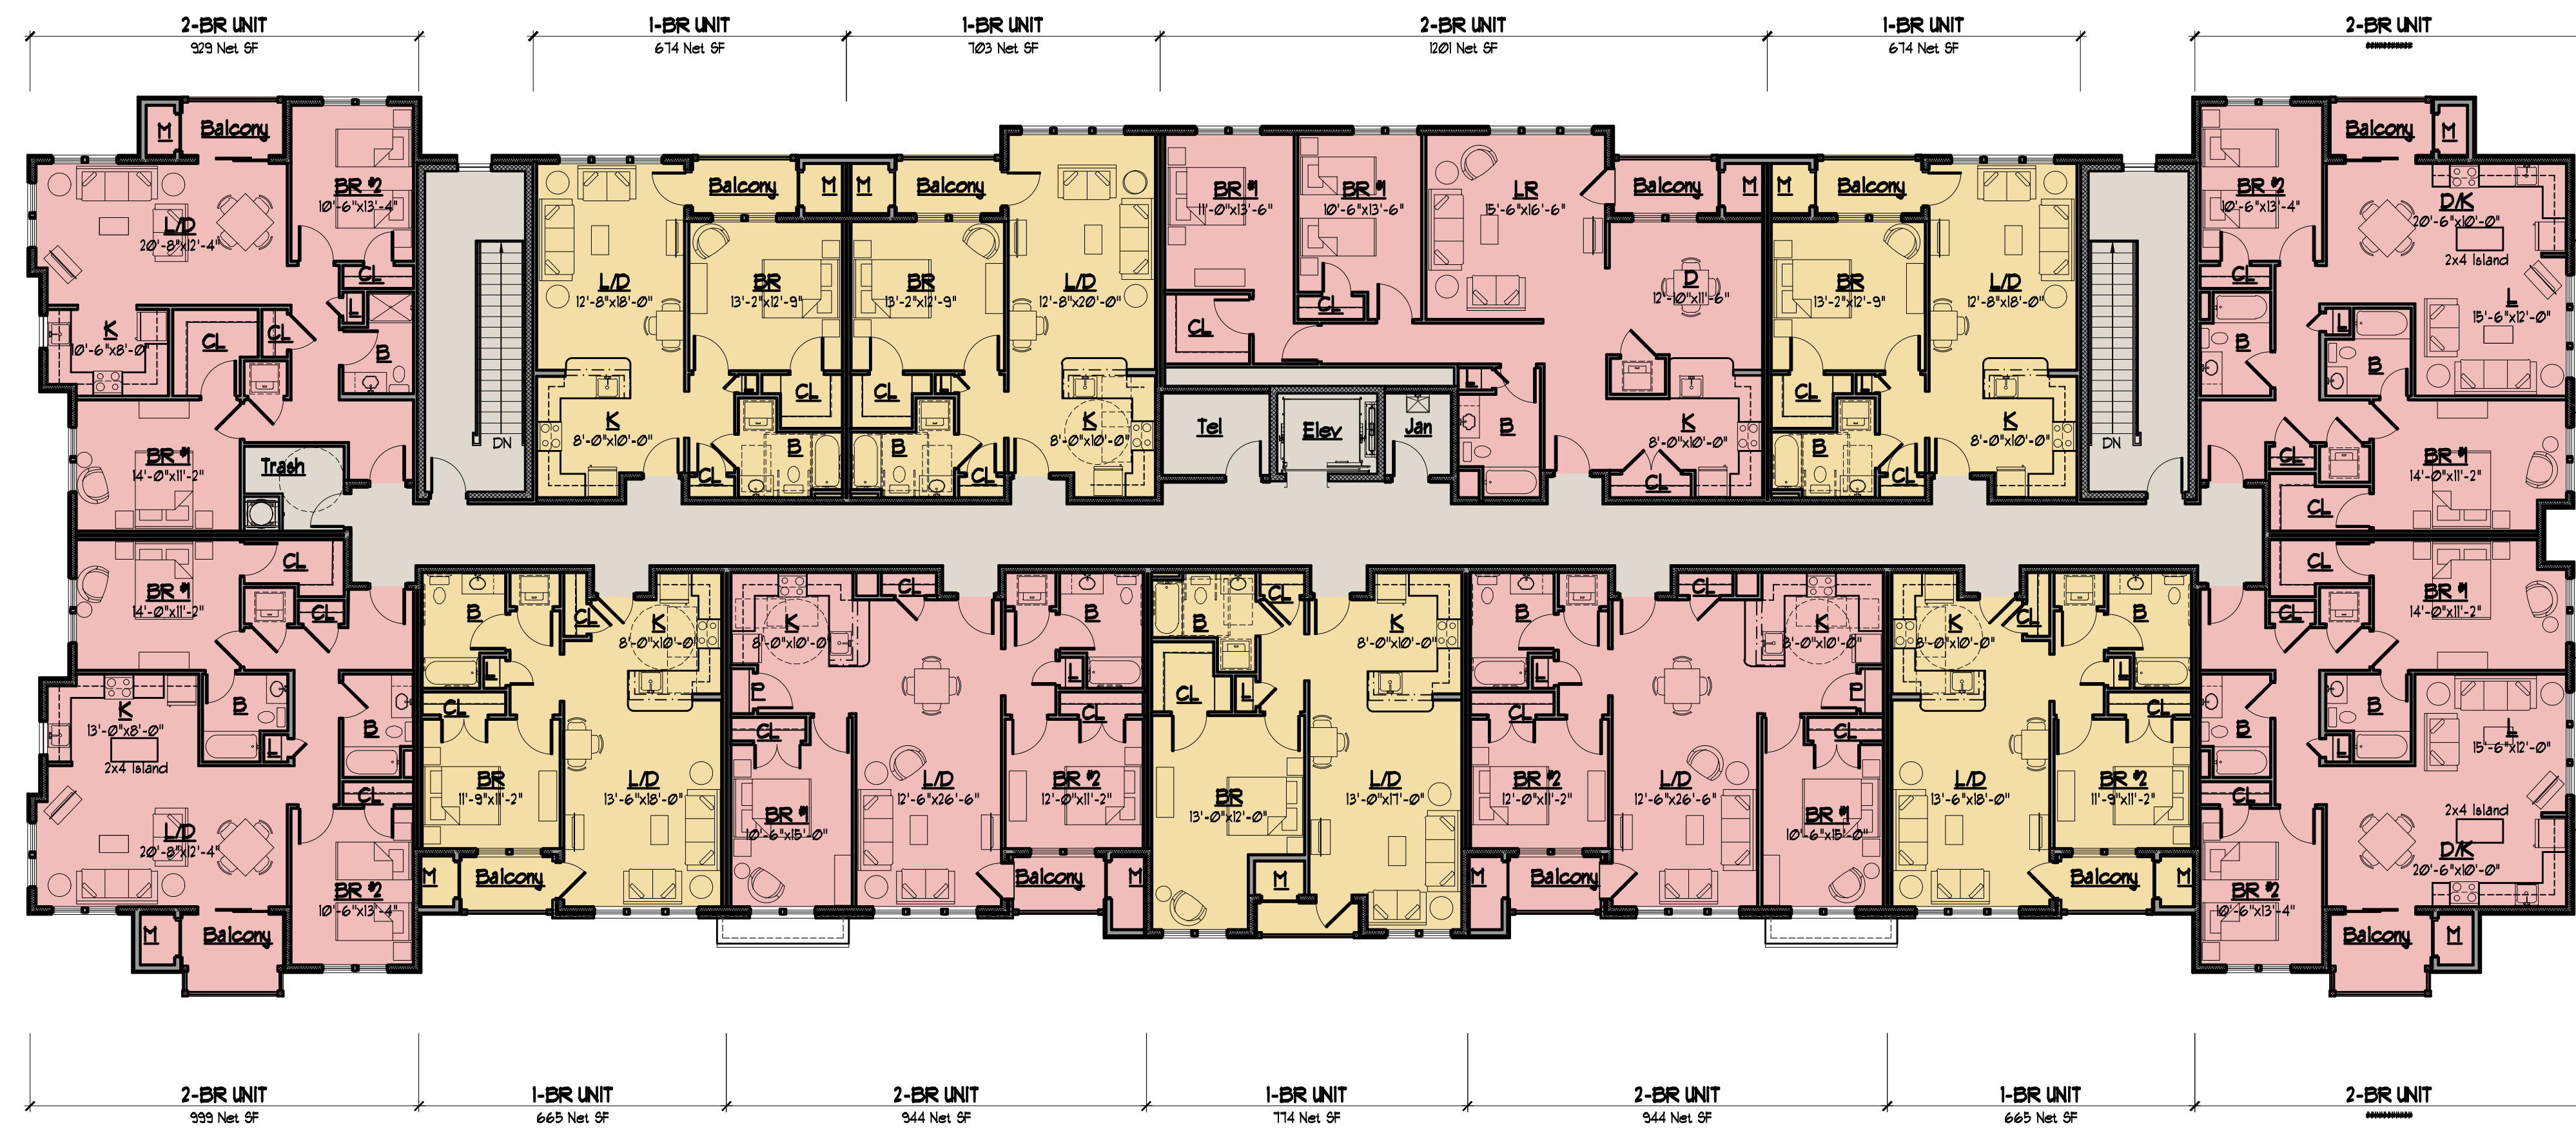 2-BR UNIT
929 Net SF
1-BR UNIT
674 Net SF
1-BR UNIT
703 Net SF
2-BR UNIT
1201 Net SF
1-BR UNIT
674 Net SF
2-BR UNIT
M
Balcony
BR #2
10'-6"x13'-4"
L/D
20'-8"x12'-4"
CL
L
K
10'-6"x8'-0"
CL
CL
B
BR #1
14'-0"x11'-2"
Trash
DN
L/D
12'-8"x18'-0"
Balcony
M
BR
13'-2"x12'-9"
L
CL
K
8'-0"x10'-0"
B
CL
M
Balcony
BR
13'-2"x12'-9"
L/D
12'-8"x20'-0"
CL
L
K
8'-0"x10'-0"
B
CL
BR #1
11'-0"x13'-6"
BR #1
10'-6"x13'-6"
LR
15'-6"x16'-6"
Balcony
M
D
12'-10"x11'-6"
CL
CL
L
B
K
8'-0"x10'-0"
CL
Tel
Elev
Jan
M
Balcony
BR
13'-2"x12'-9"
L/D
12'-8"x18'-0"
CL
L
K
8'-0"x10'-0"
B
CL
DN
Balcony
M
BR #2
10'-6"x13'-4"
D/K
20'-6"x10'-0"
2x4 Island
CL
L
15'-6"x12'-0"
L
B
B
CL
BR #1
14'-0"x11'-2"
CL
BR #1
14'-0"x11'-2"
CL
CL
K
13'-0"x8'-0"
2x4 Island
B
L
B
CL
L/D
20'-8"x12'-4"
BR #2
10'-6"x13'-4"
M
Balcony
B
CL
K
8'-0"x10'-0"
L
CL
BR
11'-9"x11'-2"
L/D
13'-6"x18'-0"
M
Balcony
K
8'-0"x10'-0"
CL
B
P
L
CL
CL
BR #1
10'-6"x15'-0"
L/D
12'-6"x26'-6"
BR #2
12'-0"x11'-2"
Balcony
M
B
CL
K
8'-0"x10'-0"
CL
L
BR
13'-0"x12'-0"
L/D
13'-0"x17'-0"
M
B
CL
K
8'-0"x10'-0"
L
P
CL
CL
BR #2
12'-0"x11'-2"
L/D
12'-6"x26'-6"
BR #1
10'-6"x15'-0"
M
Balcony
K
8'-0"x10'-0"
CL
B
L
CL
L/D
13'-6"x18'-0"
BR #2
11'-9"x11'-2"
Balcony
M
CL
CL
BR #1
14'-0"x11'-2"
B
B
L
L
15'-6"x12'-0"
CL
2x4 Island
D/K
20'-6"x10'-0"
BR #2
10'-6"x13'-4"
Balcony
M
2-BR UNIT
999 Net SF
1-BR UNIT
665 Net SF
2-BR UNIT
944 Net SF
1-BR UNIT
774 Net SF
2-BR UNIT
944 Net SF
1-BR UNIT
665 Net SF
2-BR UNIT